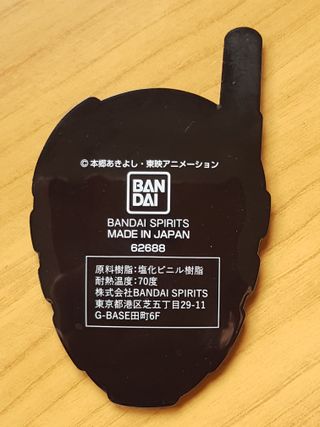 © 本郷あきよし・東映アニメーション
BAN
DAI
BANDAI SPIRITS
MADE IN JAPAN
62688
原料樹脂:塩化ビニル樹脂
耐熱温度:70度
株式会社BANDAI SPIRITS
東京都港区芝五丁目29-11
G-BASE田町6F